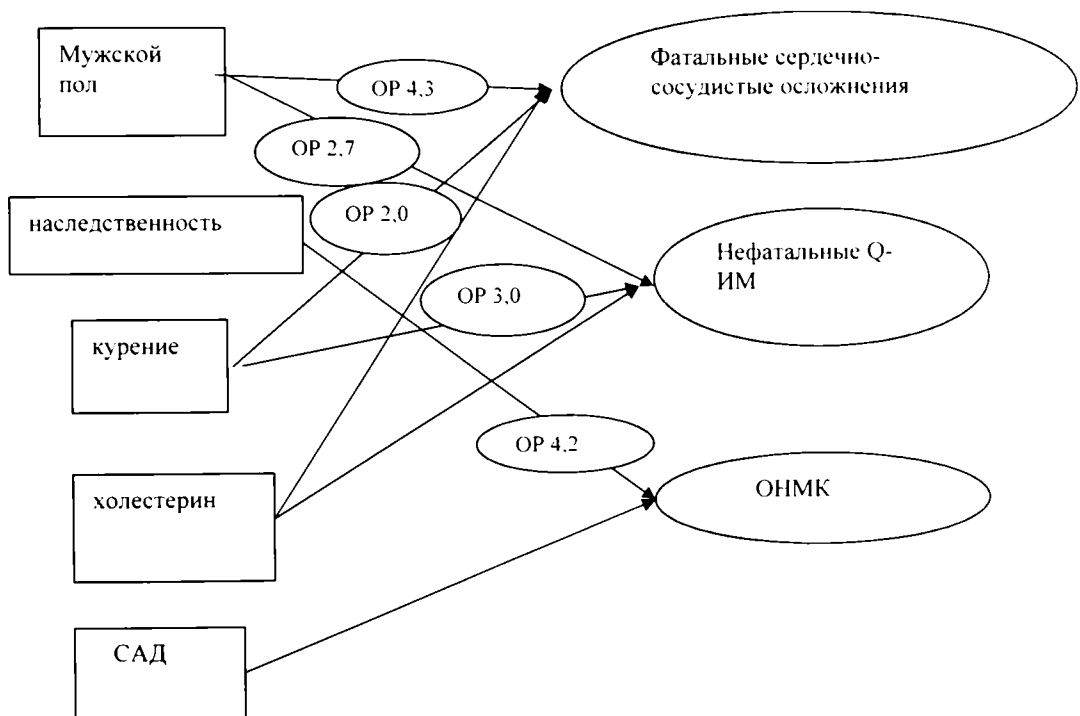 Мужской
пол
ОР 4,3
Фатальные сердечно-
сосудистые осложнения
ОР 2,7
наследственность
ОР 2,0
Нефатальные Q-
ИМ
ОР 3,0
курение
ОР 4,2
холестерин
ОНМК
САД